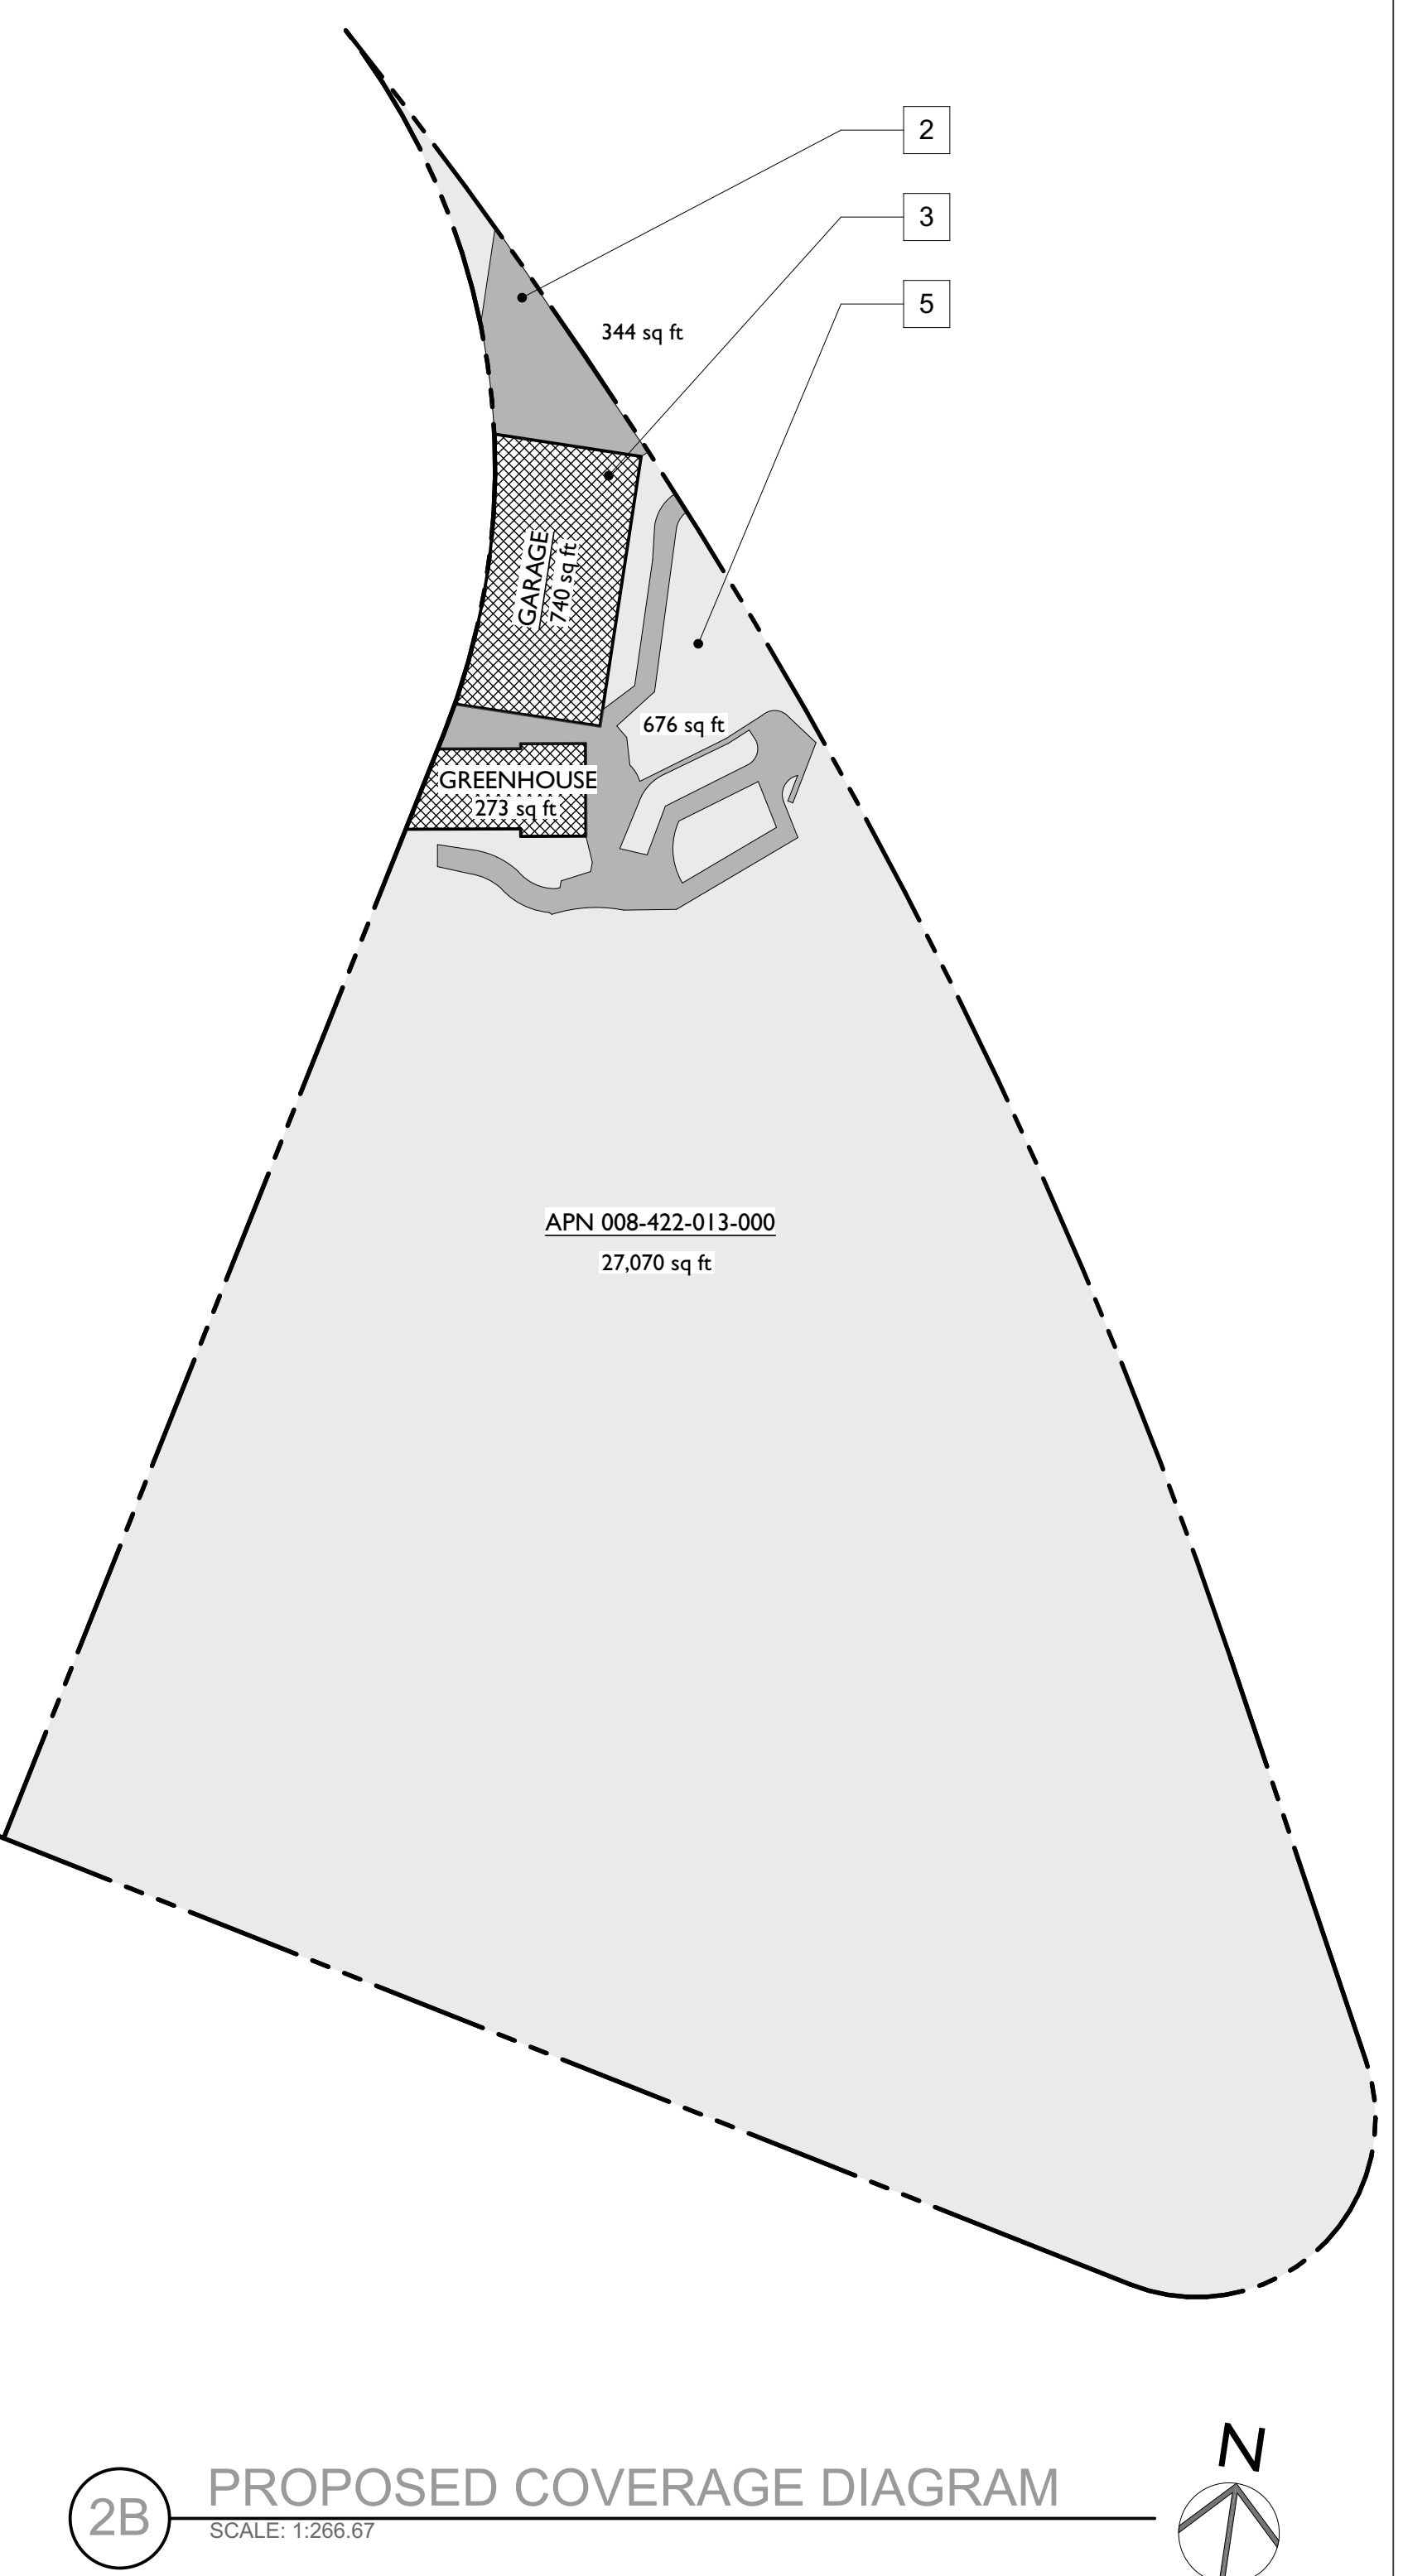 2
3
344 sq ft
5
GARAGE
740 sq ft
676 sq ft
GREENHOUSE
273 sq ft
APN 008-422-013-000
27,070 sq ft
N
2B
PROPOSED COVERAGE DIAGRAM
SCALE: 1:266.67